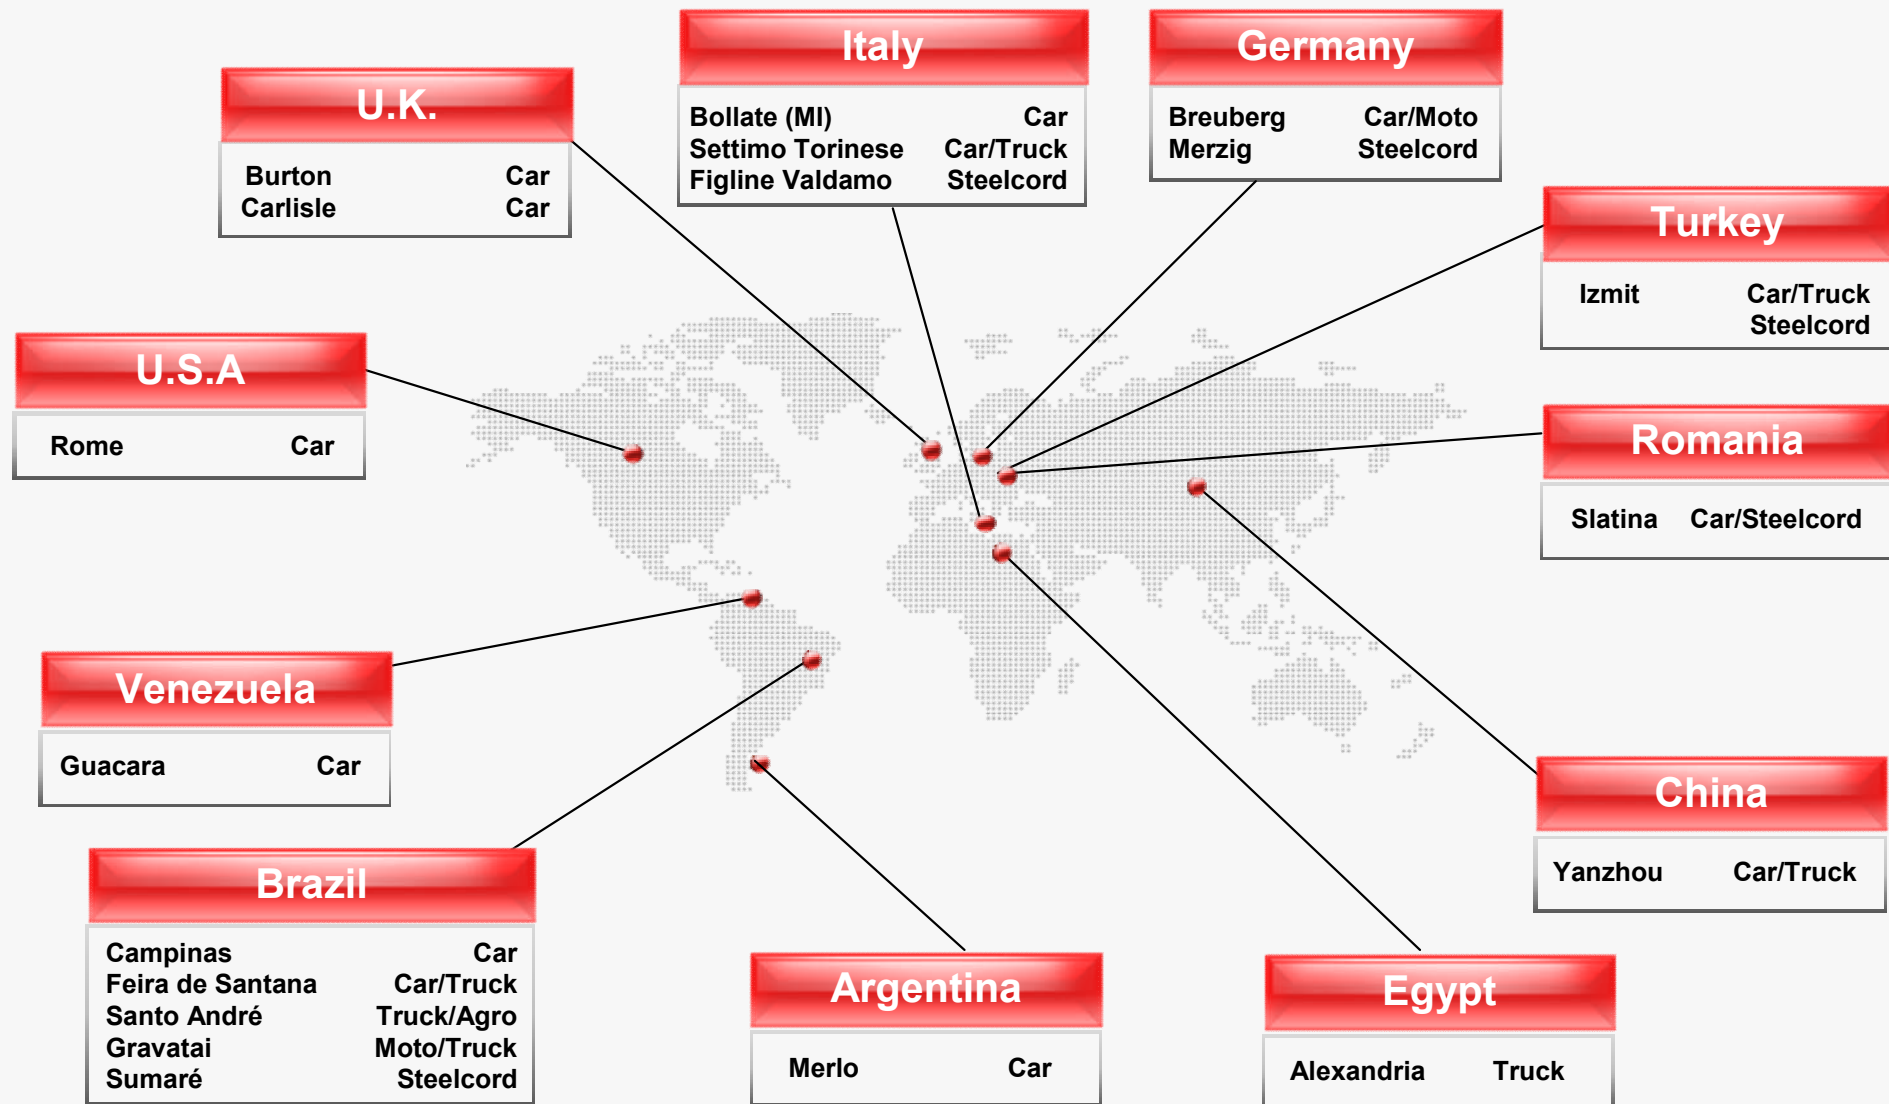 Italy
Bollate (MI) Car
Settimo Torinese Car/Truck
Figline Valdamo Steelcord
Germany
Breuberg Car/Moto
Merzig Steelcord
U.K.
Burton Car
Carlisle Car
Turkey
Izmit Car/Truck
Steelcord
U.S.A
Rome Car
Romania
Slatina Car/Steelcord
Venezuela
Guacara Car
China
Yanzhou Car/Truck
Brazil
Campinas Car
Feira de Santana Car/Truck
Santo André Truck/Agro
Gravatai Moto/Truck
Sumaré Steelcord
Argentina
Merlo Car
Egypt
Alexandria Truck